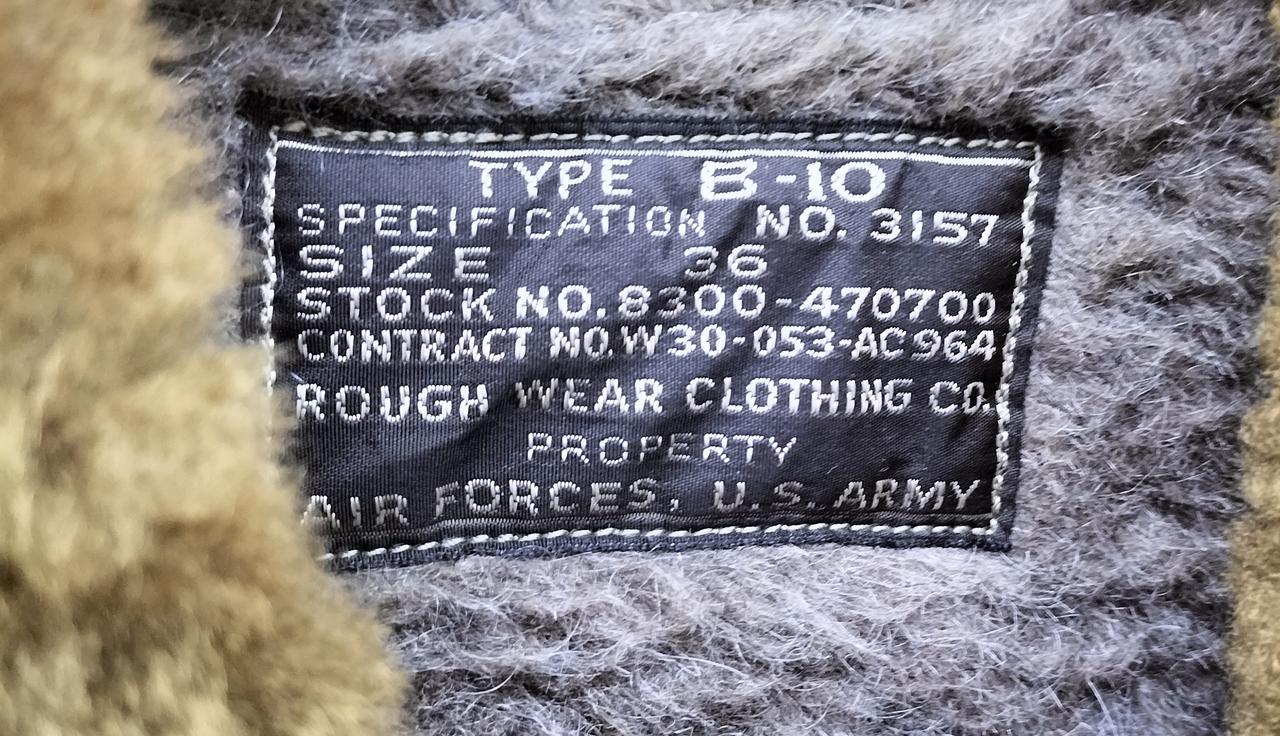 TYPE B-10
SPECIFICATION NO. 3157
SIZE 36
STOCK NO. 8300-470700
CONTRACT NO. W30-053-AC964
ROUGH WEAR CLOTHING CO.
PROPERTY
AIR FORCES, U.S. ARMY